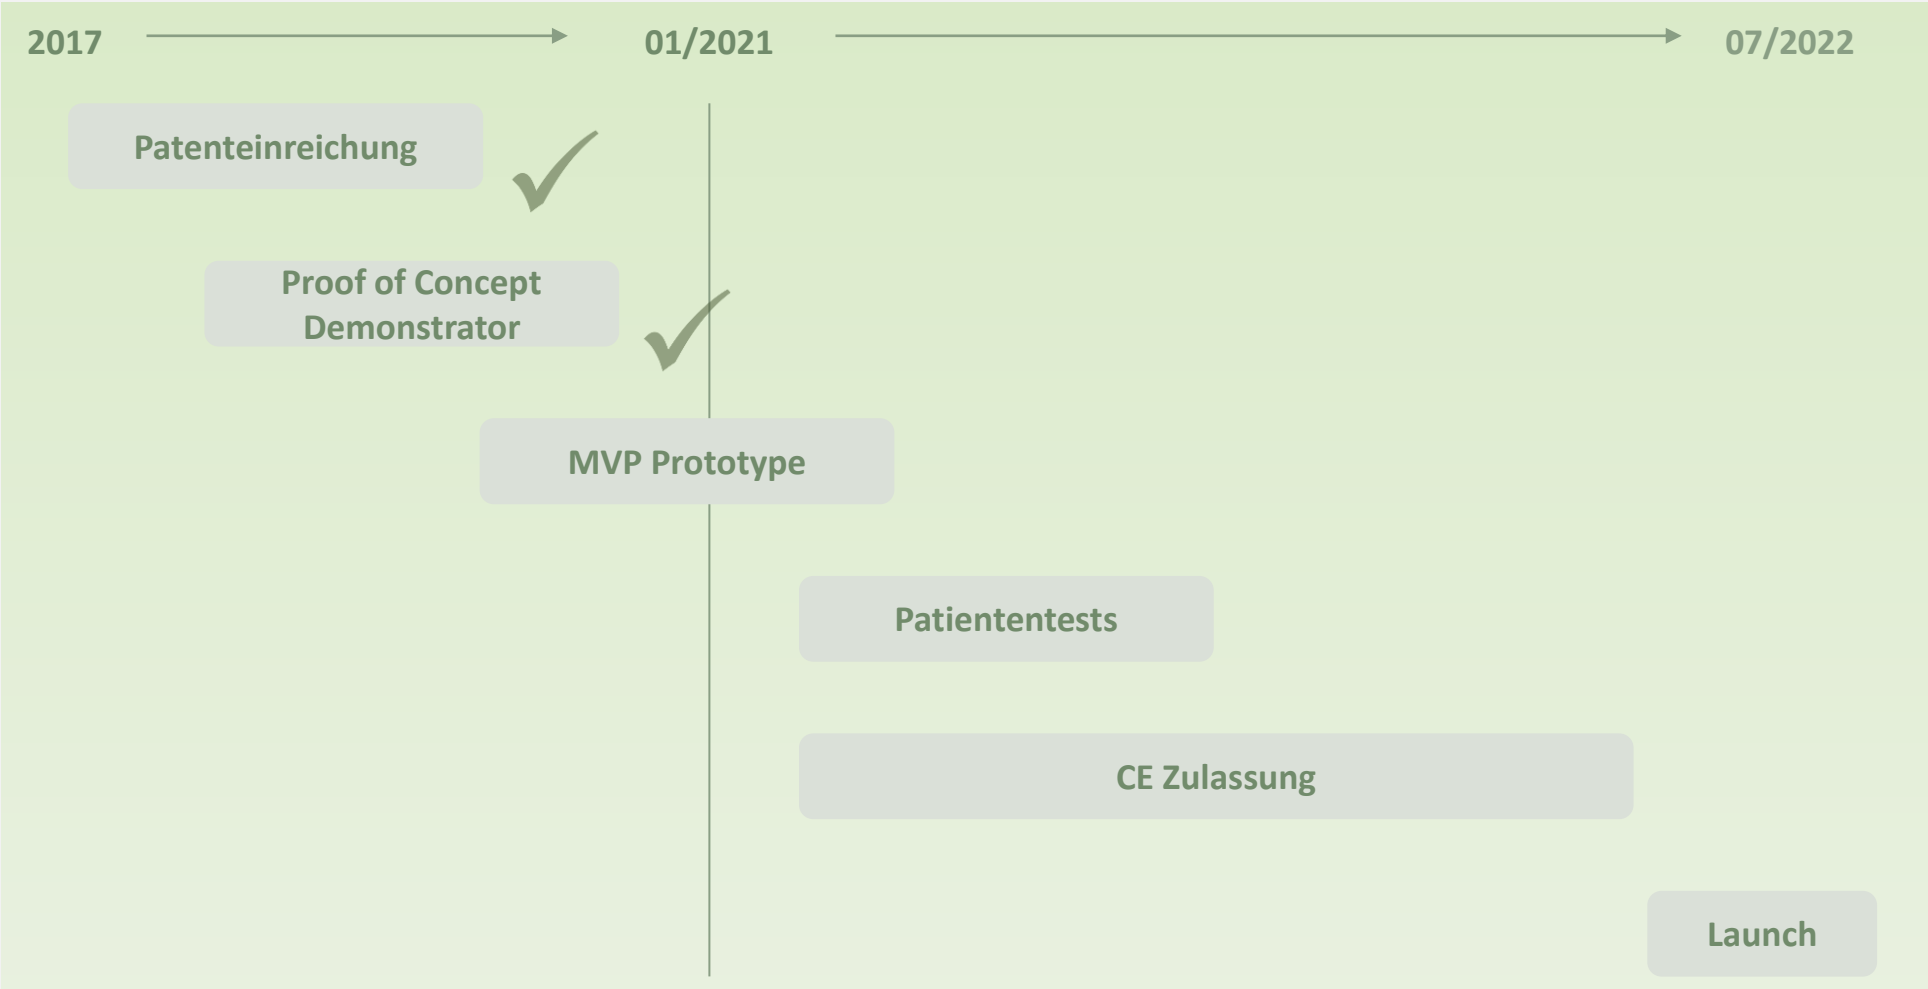 2017
01/2021
07/2022
Patenteinreichung
Proof of Concept
Demonstrator
MVP Prototype
Patiententests
CE Zulassung
Launch